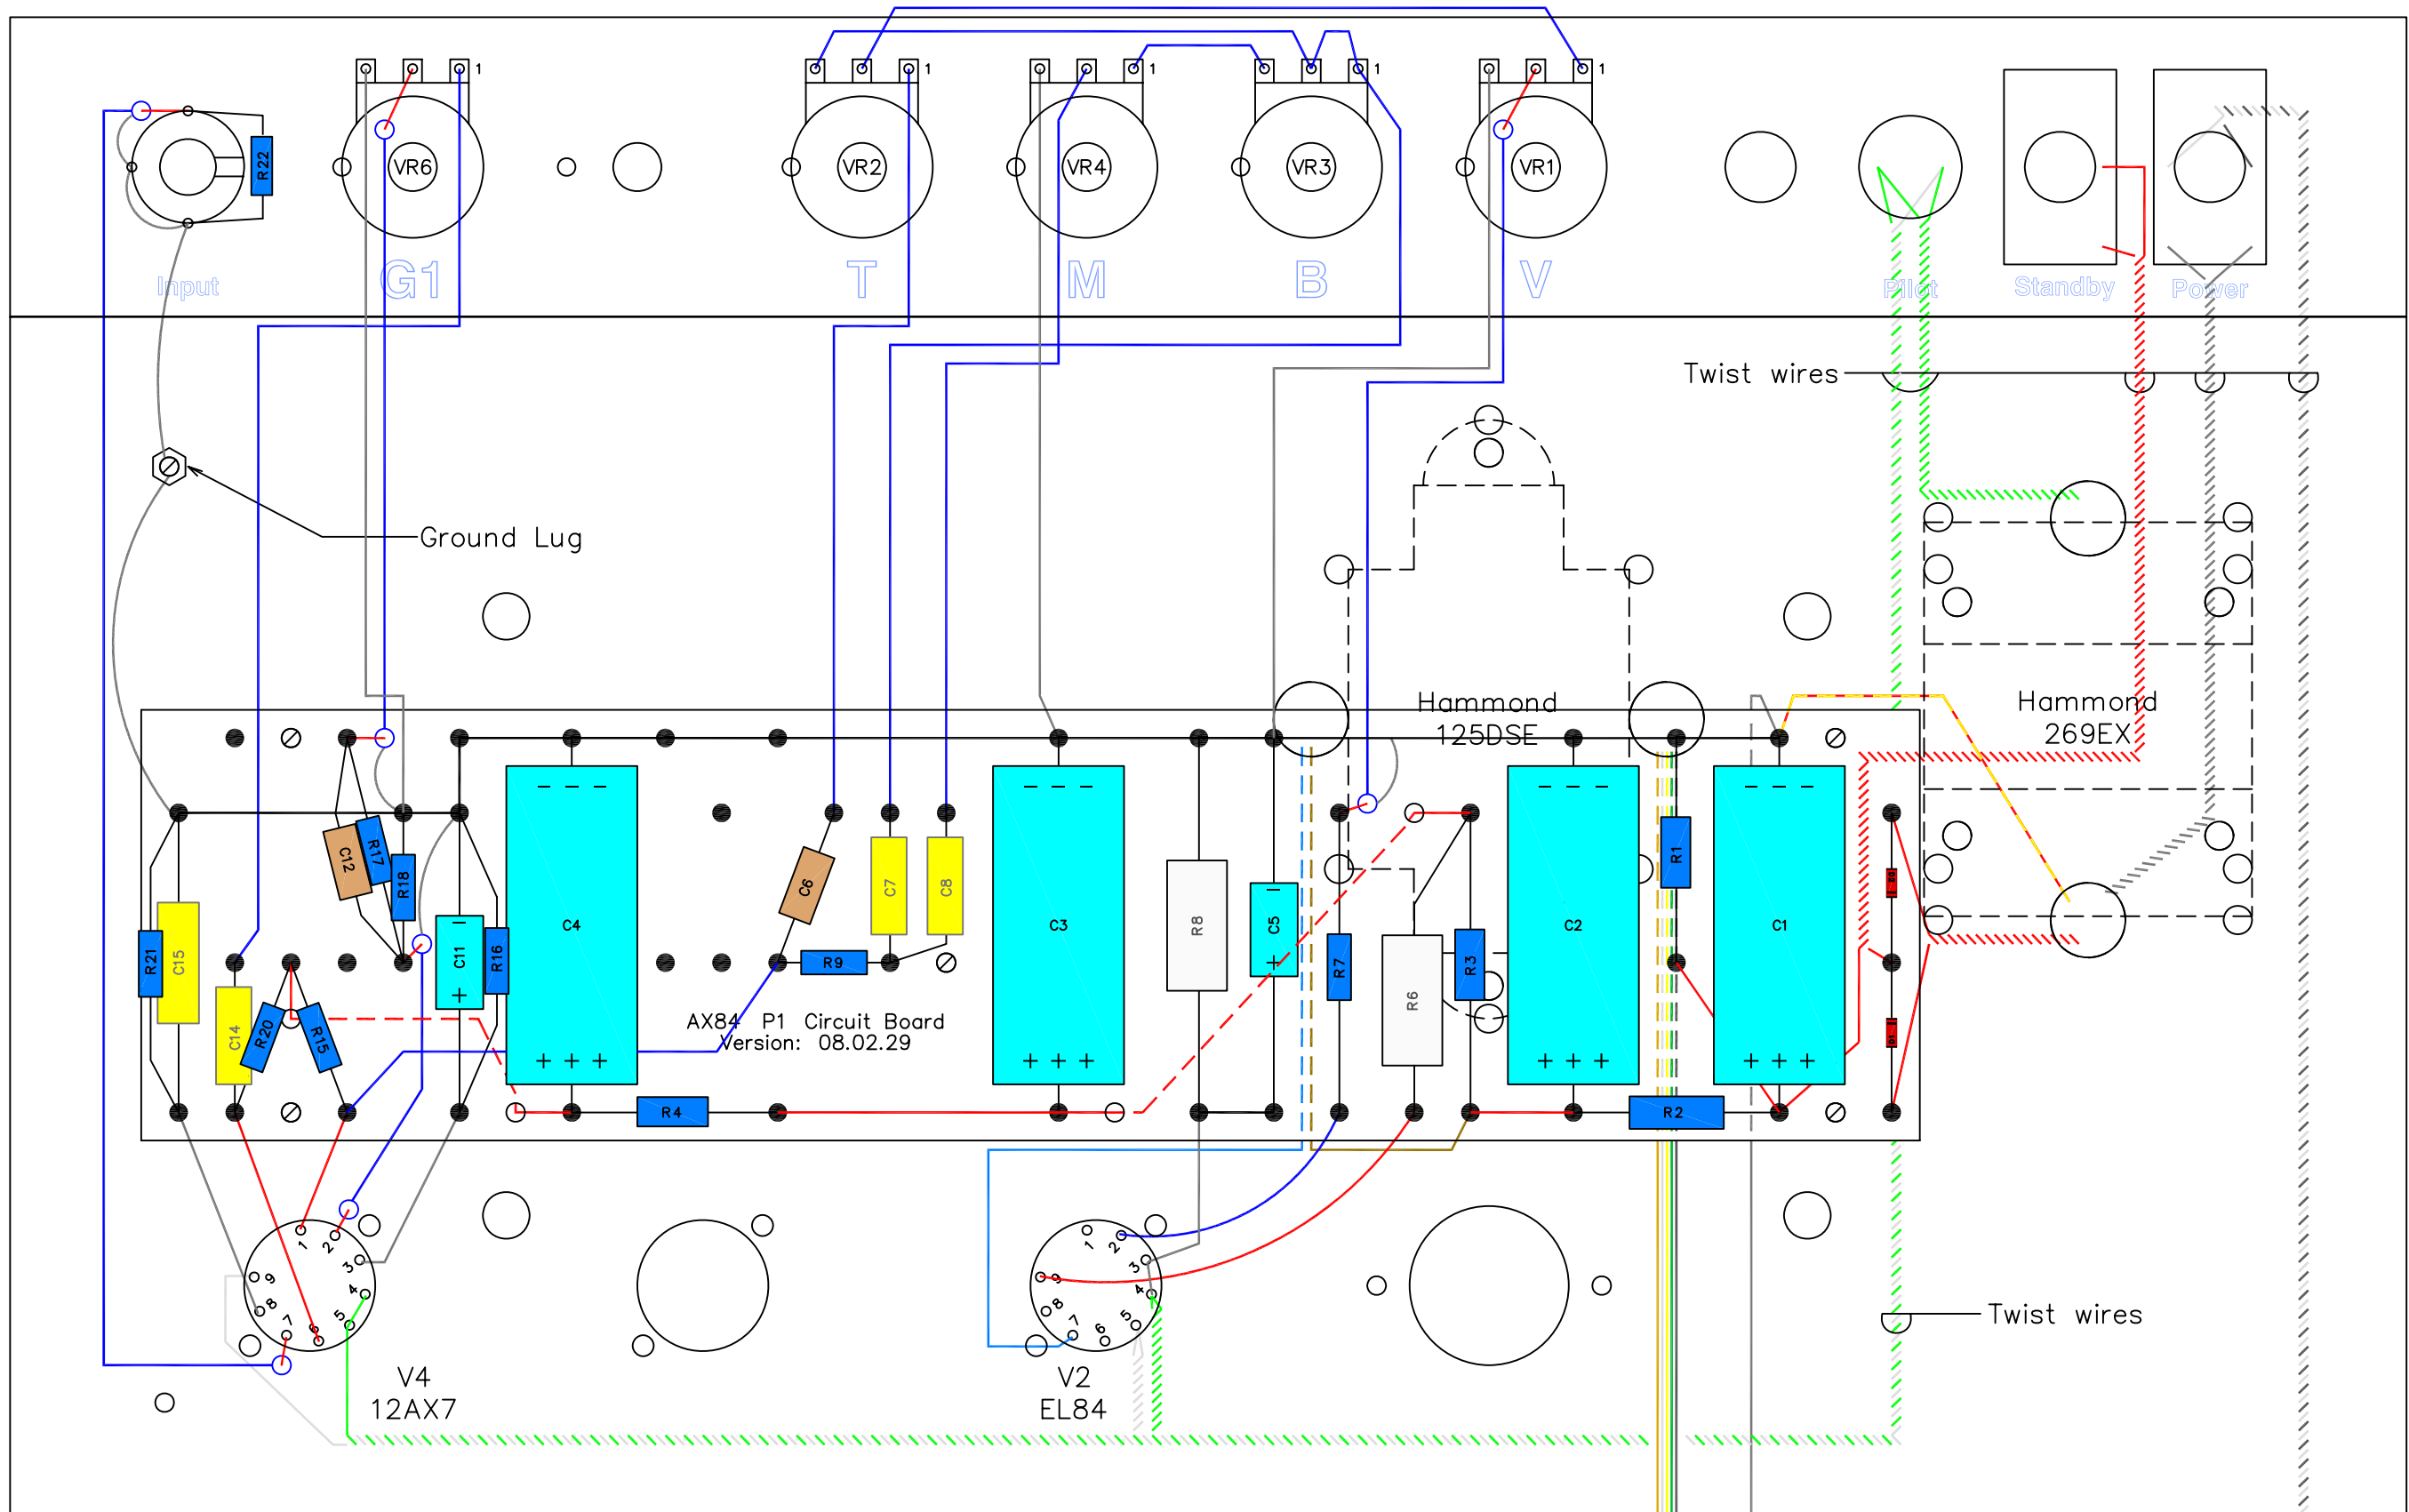 1
1
1
1
1
R22
VR6
VR2
VR4
VR3
VR1
Input
G1
T
M
B
V
Pilot
Standby
Power
Twist wires
Ground Lug
Hammond
125DSE
Hammond
269EX
C12
R17
R18
C6
C7
C8
R1
D2
R21
C15
C11
R16
C4
R9
C3
R8
C5
R7
R6
R3
C2
C1
C14
R20
R15
D1
AX84 P1 Circuit Board
Version: 08.02.29
R4
R2
1
2
3
4
5
6
7
8
9
1
2
3
4
5
6
7
8
9
Twist wires
V4
12AX7
V2
EL84